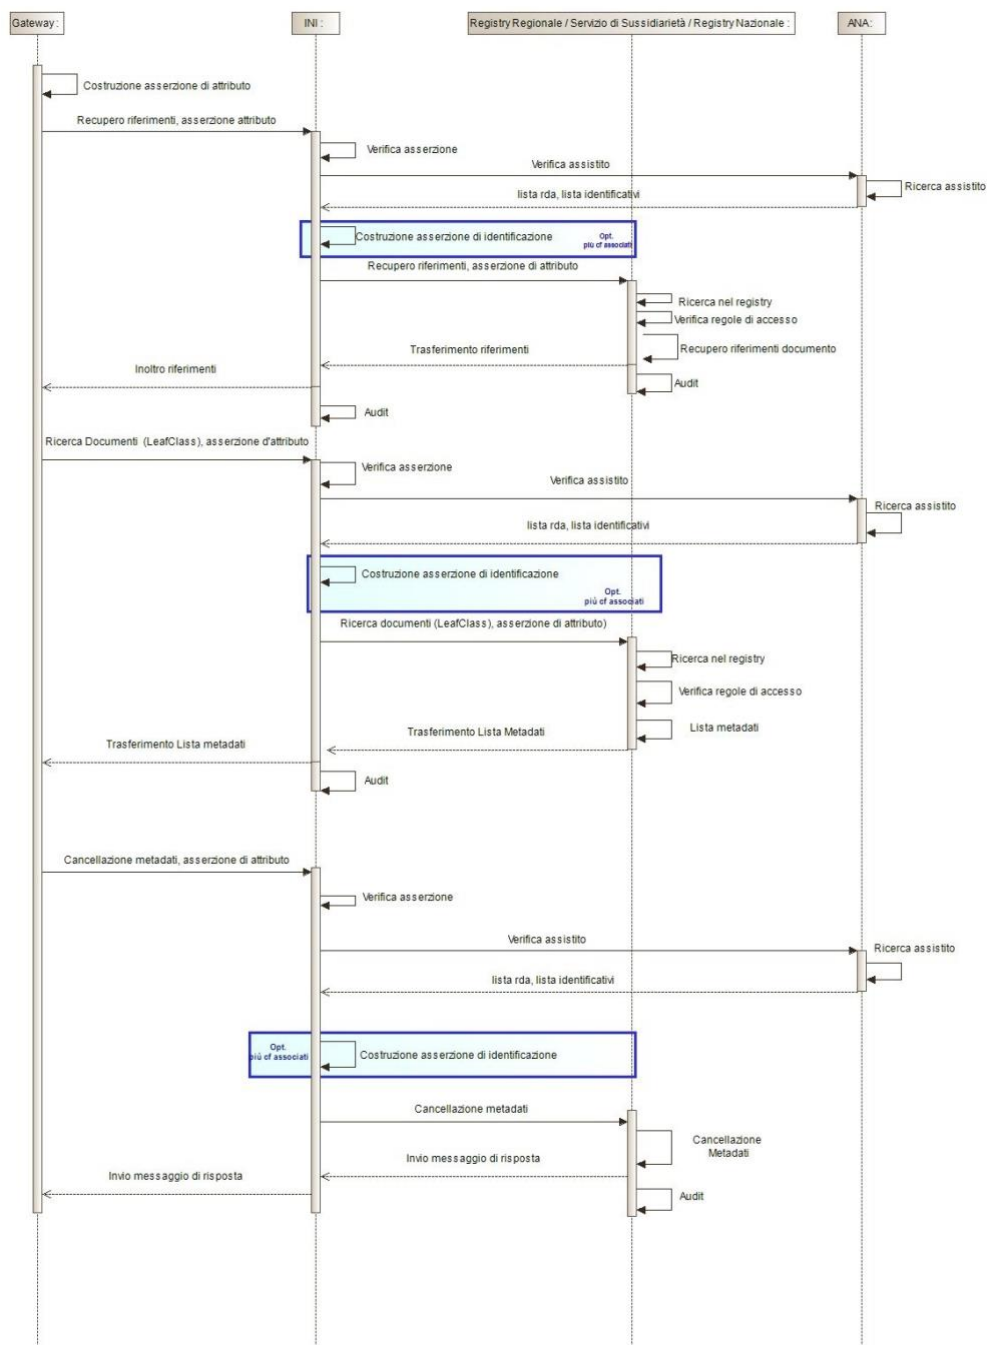 Gateway :
INI :
Registry Regionale / Servizio di Sussidiarietà / Registry Nazionale :
ANA :
Costruzione asserzione di attributo
Recupero riferimenti, asserzione attributo
Verifica asserzione
Verifica assistito
Ricerca assistito
lista rda, lista identificativi
Costruzione asserzione di identificazione
Opt.
più cf associati
Recupero riferimenti, asserzione di attributo
Ricerca nel registry
Verifica regole di accesso
Recupero riferimenti documento
Trasferimento riferimenti
Inoltro riferimenti
Audit
Audit
Ricerca Documenti (LeafClass), asserzione d'attributo
Verifica asserzione
Verifica assistito
Ricerca assistito
lista rda, lista identificativi
Costruzione asserzione di identificazione
Opt.
più cf associati
Ricerca documenti (LeafClass), asserzione di attributo)
Ricerca nel registry
Verifica regole di accesso
Lista metadati
Trasferimento Lista Metadati
Trasferimento Lista metadati
Audit
Cancellazione metadati, asserzione di attributo
Verifica asserzione
Verifica assistito
Ricerca assistito
lista rda, lista identificativi
Opt.
più cf associati
Costruzione asserzione di identificazione
Cancellazione metadati
Cancellazione
Metadati
Invio messaggio di risposta
Invio messaggio di risposta
Audit